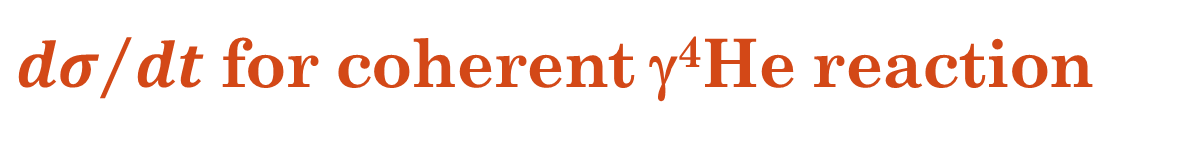 dσ/dt for coherent γ⁴He reaction